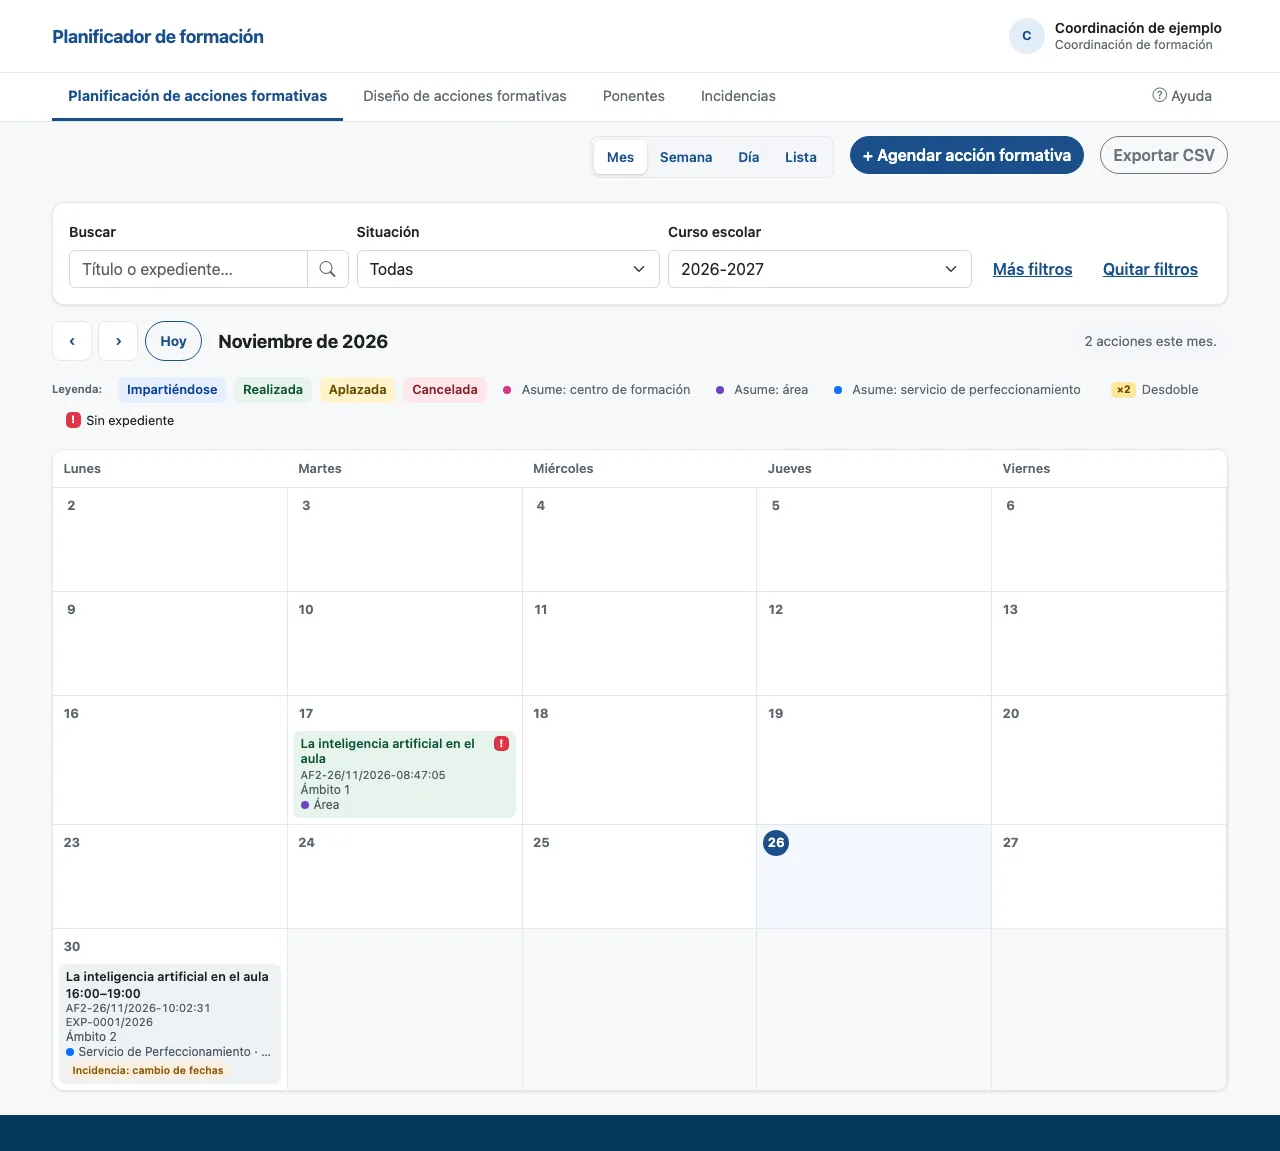 Planificador de formación
C
Coordinación de ejemplo
Coordinación de formación
Planificación de acciones formativas
Diseño de acciones formativas
Ponentes
Incidencias
? Ayuda
Mes
Semana
Día
Lista
+ Agendar acción formativa
Exportar CSV
Buscar
Situación
Curso escolar
Título o expediente...
Todas
2026-2027
Más filtros
Quitar filtros
‹
›
Hoy
Noviembre de 2026
2 acciones este mes.
Leyenda:
Impartiéndose
Realizada
Aplazada
Cancelada
Asume: centro de formación
Asume: área
Asume: servicio de perfeccionamiento
×2 Desdoble
! Sin expediente
Lunes
Martes
Miércoles
Jueves
Viernes
2
3
4
5
6
9
10
11
12
13
16
17
La inteligencia artificial en el
!
aula
AF2-26/11/2026-08:47:05
Ámbito 1
Área
18
19
20
23
24
25
26
27
30
La inteligencia artificial en el aula
16:00–19:00
AF2-26/11/2026-10:02:31
EXP-0001/2026
Ámbito 2
Servicio de Perfeccionamiento · ...
Incidencia: cambio de fechas